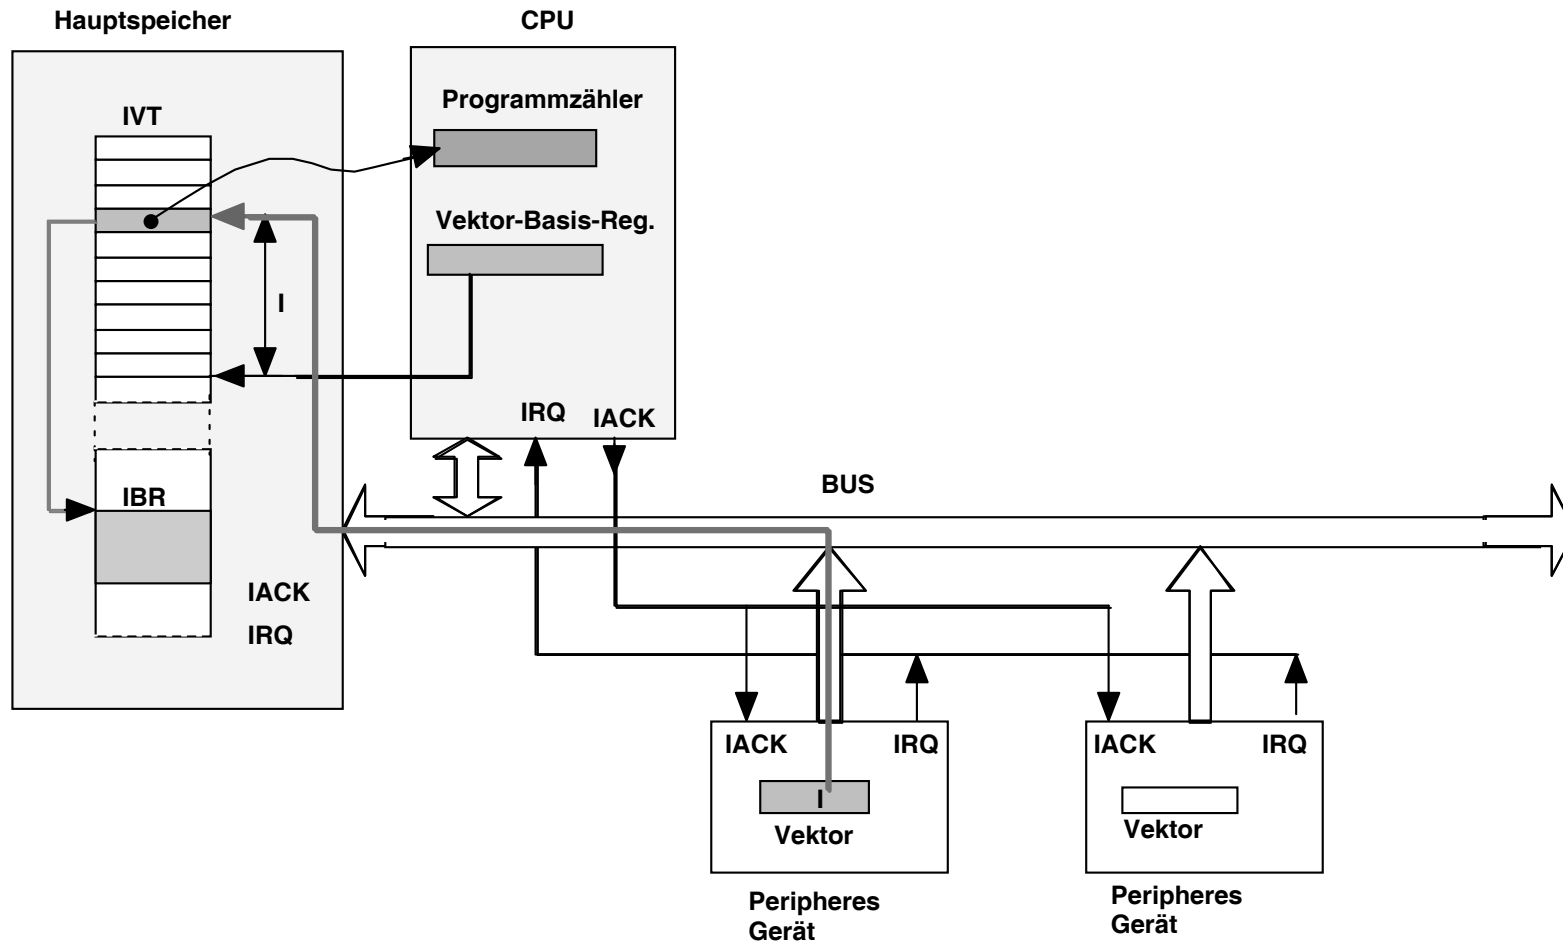 Hauptspeicher
CPU
IVT
Programmzähler
Vektor-Basis-Reg.
I
IRQ
IACK
BUS
IBR
IACK
IRQ
IACK
IRQ
I
Vektor
Peripheres
Gerät
IACK
IRQ
Vektor
Peripheres
Gerät